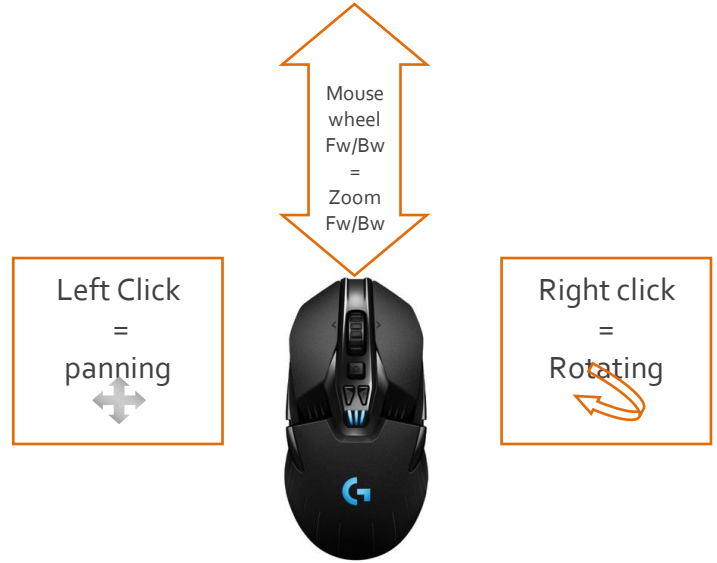 Mouse
wheel
Fw/Bw
=
Zoom
Fw/Bw
Left Click
=
panning
Right click
=
Rotating
G